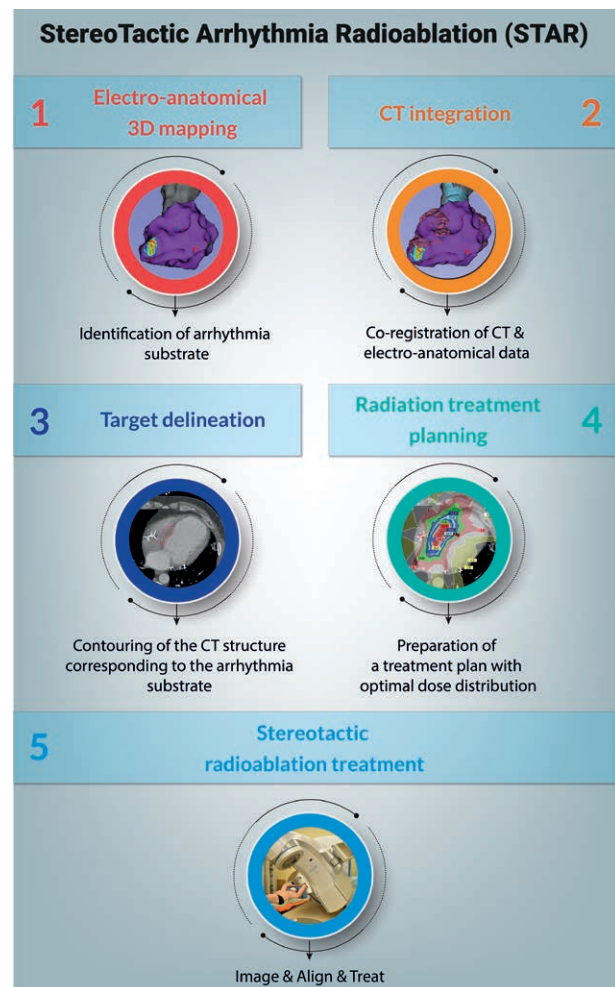 StereoTactic Arrhythmia Radioablation (STAR)
1
Electro-anatomical
3D mapping
CT integration
2
Identification of arrhythmia
substrate
Co-registration of CT &
electro-anatomical data
3
Target delineation
Radiation treatment
planning
4
Contouring of the CT structure
corresponding to the arrhythmia
substrate
Preparation of
a treatment plan with
optimal dose distribution
5
Stereotactic
radioablation treatment
Image & Align & Treat